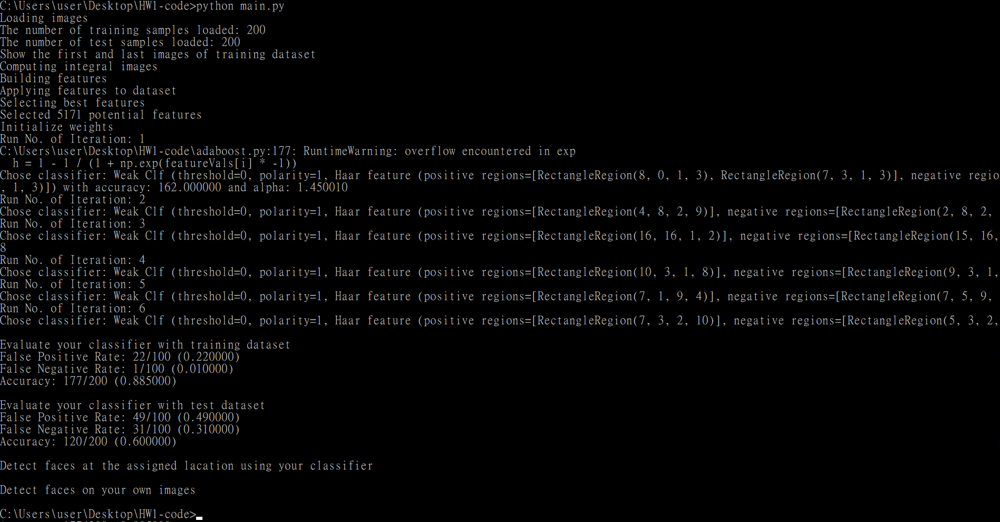 C:\Users\user\Desktop\HW1-code>python main.py
Loading images
The number of training samples loaded: 200
The number of test samples loaded: 200
Show the first and last images of training dataset
Computing integral images
Building features
Applying features to dataset
Selecting best features
Selected 5171 potential features
Initialize weights
Run No. of Iteration: 1
C:\Users\user\Desktop\HW1-code\adaboost.py:177: RuntimeWarning: overflow encountered in exp
  h = 1 - 1 / (1 + np.exp(featureVals[i] * -1))
Chose classifier: Weak Clf (threshold=0, polarity=1, Haar feature (positive regions=[RectangleRegion(8, 0, 1, 3), RectangleRegion(7, 3, 1, 3)], negative regio
, 1, 3)]) with accuracy: 162.000000 and alpha: 1.450010
Run No. of Iteration: 2
Chose classifier: Weak Clf (threshold=0, polarity=1, Haar feature (positive regions=[RectangleRegion(4, 8, 2, 9)], negative regions=[RectangleRegion(2, 8, 2,
Run No. of Iteration: 3
Chose classifier: Weak Clf (threshold=0, polarity=1, Haar feature (positive regions=[RectangleRegion(16, 16, 1, 2)], negative regions=[RectangleRegion(15, 16,
8
Run No. of Iteration: 4
Chose classifier: Weak Clf (threshold=0, polarity=1, Haar feature (positive regions=[RectangleRegion(10, 3, 1, 8)], negative regions=[RectangleRegion(9, 3, 1,
Run No. of Iteration: 5
Chose classifier: Weak Clf (threshold=0, polarity=1, Haar feature (positive regions=[RectangleRegion(7, 1, 9, 4)], negative regions=[RectangleRegion(7, 5, 9,
Run No. of Iteration: 6
Chose classifier: Weak Clf (threshold=0, polarity=1, Haar feature (positive regions=[RectangleRegion(7, 3, 2, 10)], negative regions=[RectangleRegion(5, 3, 2,
Evaluate your classifier with training dataset
False Positive Rate: 22/100 (0.220000)
False Negative Rate: 1/100 (0.010000)
Accuracy: 177/200 (0.885000)
Evaluate your classifier with test dataset
False Positive Rate: 49/100 (0.490000)
False Negative Rate: 31/100 (0.310000)
Accuracy: 120/200 (0.600000)
Detect faces at the assigned lacation using your classifier
Detect faces on your own images
C:\Users\user\Desktop\HW1-code>